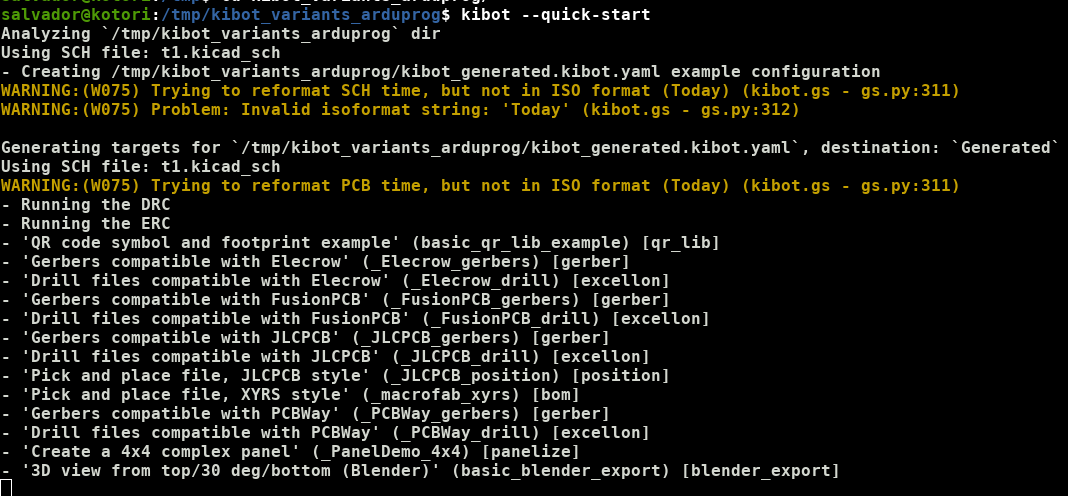 salvador@kotori:/tmp/kibot_variants_arduprog$ kibot --quick-start
Analyzing `/tmp/kibot_variants_arduprog` dir
Using SCH file: t1.kicad_sch
- Creating /tmp/kibot_variants_arduprog/kibot_generated.kibot.yaml example configuration
WARNING:(W075) Trying to reformat SCH time, but not in ISO format (Today) (kibot.gs - gs.py:311)
WARNING:(W075) Problem: Invalid isoformat string: 'Today' (kibot.gs - gs.py:312)
Generating targets for `/tmp/kibot_variants_arduprog/kibot_generated.kibot.yaml`, destination: `Generated`
Using SCH file: t1.kicad_sch
WARNING:(W075) Trying to reformat PCB time, but not in ISO format (Today) (kibot.gs - gs.py:311)
- Running the DRC
- Running the ERC
- 'QR code symbol and footprint example' (basic_qr_lib_example) [qr_lib]
- 'Gerbers compatible with Elecrow' (_Elecrow_gerbers) [gerber]
- 'Drill files compatible with Elecrow' (_Elecrow_drill) [excellon]
- 'Gerbers compatible with FusionPCB' (_FusionPCB_gerbers) [gerber]
- 'Drill files compatible with FusionPCB' (_FusionPCB_drill) [excellon]
- 'Gerbers compatible with JLCPCB' (_JLCPCB_gerbers) [gerber]
- 'Drill files compatible with JLCPCB' (_JLCPCB_drill) [excellon]
- 'Pick and place file, JLCPCB style' (_JLCPCB_position) [position]
- 'Pick and place file, XYRS style' (_macrofab_xyrs) [bom]
- 'Gerbers compatible with PCBWay' (_PCBWay_gerbers) [gerber]
- 'Drill files compatible with PCBWay' (_PCBWay_drill) [excellon]
- 'Create a 4x4 complex panel' (_PanelDemo_4x4) [panelize]
- '3D view from top/30 deg/bottom (Blender)' (basic_blender_export) [blender_export]